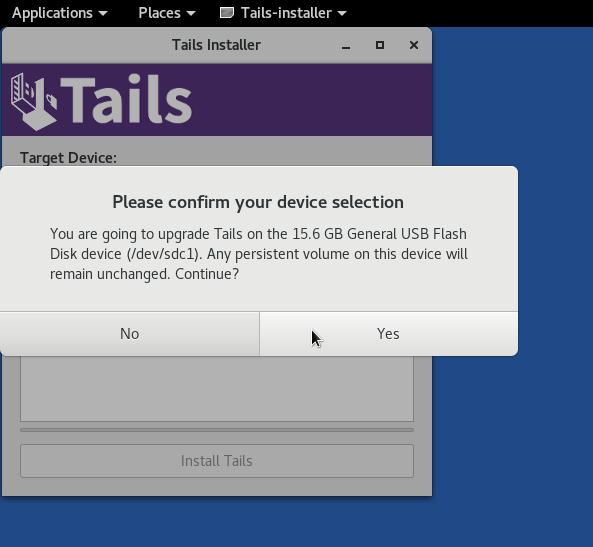 Applications Places Tails-installer
Tails Installer
Tails
Target Device:
Please confirm your device selection
You are going to upgrade Tails on the 15.6 GB General USB Flash
Disk device (/dev/sdc1). Any persistent volume on this device will
remain unchanged. Continue?
No Yes
Install Tails